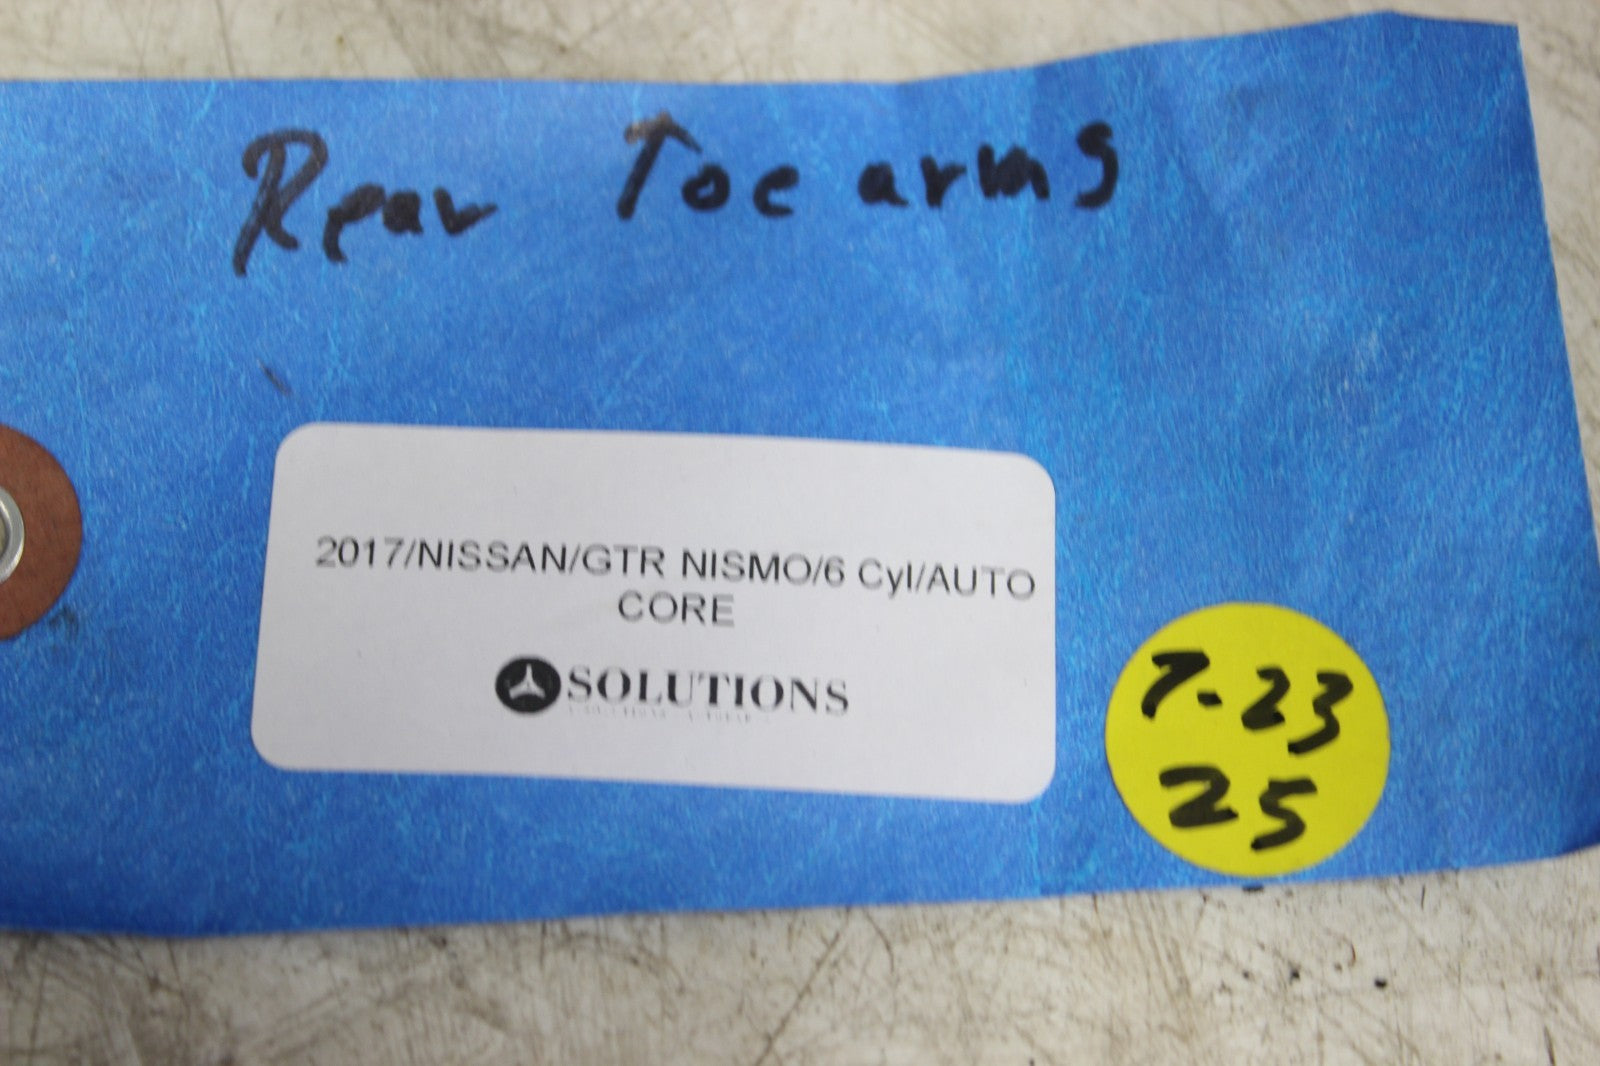 Rear Toe arms
2017/NISSAN/GTR NISMO/6 Cyl/AUTO
CORE
SOLUTIONS
7-23
25